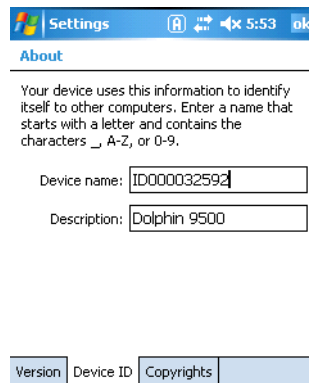 Settings 5:53 ok
About
Your device uses this information to identify
itself to other computers. Enter a name that
starts with a letter and contains the
characters _, A-Z, or 0-9.
Device name: ID000032592
Description: Dolphin 9500
Version Device ID Copyrights